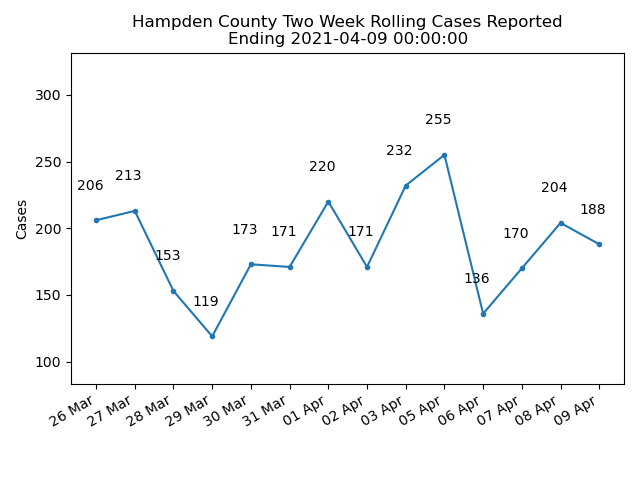 Hampden County Two Week Rolling Cases Reported
Ending 2021-04-09 00:00:00
Cases
300
250
200
150
100
206
213
153
119
173
171
220
171
232
255
136
170
204
188
26 Mar
27 Mar
28 Mar
29 Mar
30 Mar
31 Mar
01 Apr
02 Apr
03 Apr
05 Apr
06 Apr
07 Apr
08 Apr
09 Apr